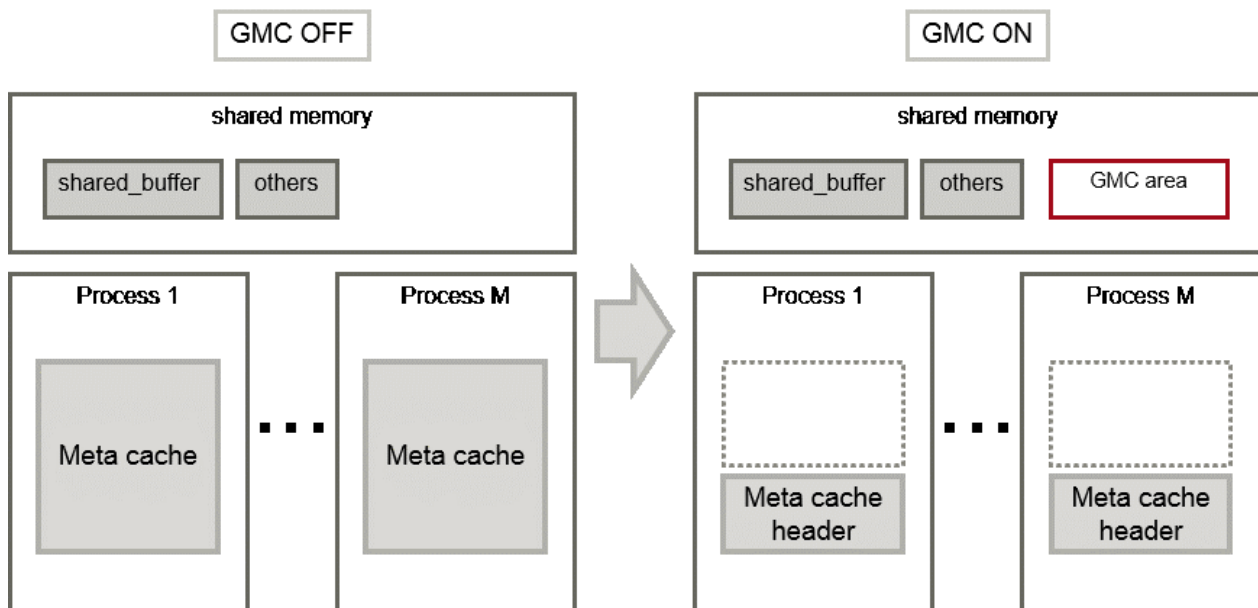 GMC OFF
GMC ON
shared memory
shared_buffer
others
shared memory
shared_buffer
others
GMC area
Process 1
Process M
Meta cache
Meta cache
Process 1
Process M
Meta cache
header
Meta cache
header